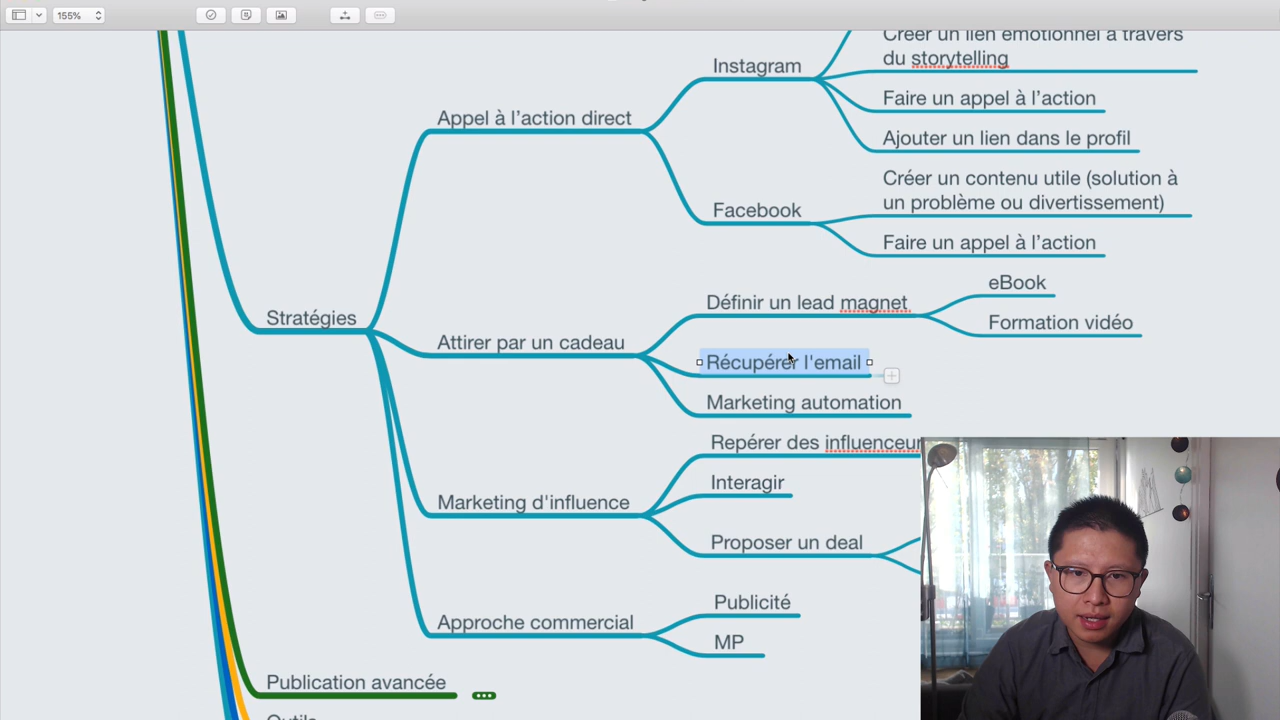 155%
Créer un lien émotionnel à travers
du storytelling
Instagram
Faire un appel à l’action
Appel à l’action direct
Ajouter un lien dans le profil
Créer un contenu utile (solution à
un problème ou divertissement)
Facebook
Faire un appel à l’action
eBook
Définir un lead magnet
Stratégies
Formation vidéo
Attirer par un cadeau
Récupérer l'email
Marketing automation
Repérer des influenceur
Interagir
Marketing d'influence
Proposer un deal
Publicité
Approche commercial
MP
Publication avancée
Outils